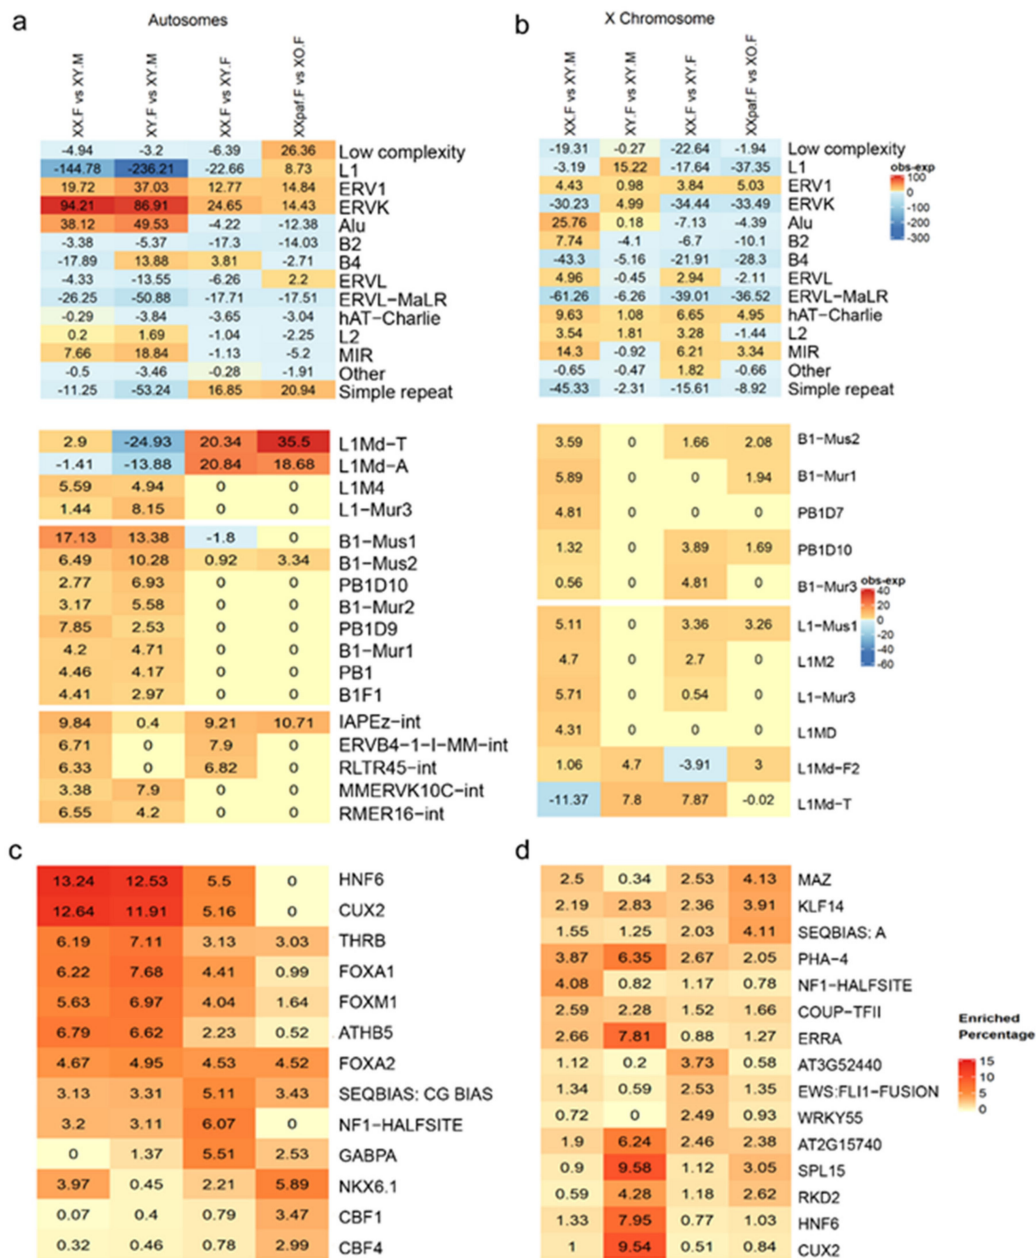 a
Autosomes
XX.F vs XY.M
XY.F vs XY.M
XX.F vs XY.F
XXpaf.F vs XO.F
-4.94 -3.2 -6.39 26.36 Low complexity
-144.78 -236.21 -22.66 8.73 L1
19.72 37.03 12.77 14.84 ERV1
94.21 86.91 24.65 14.43 ERVK
38.12 49.53 -4.22 -12.38 Alu
-3.38 -5.37 -17.3 -14.03 B2
-17.89 13.88 3.81 -2.71 B4
-4.33 -13.55 -6.26 2.2 ERVL
-26.25 -50.88 -17.71 -17.51 ERVL-MaLR
-0.29 -3.84 -3.65 -3.04 hAT-Charlie
0.2 1.69 -1.04 -2.25 L2
7.66 18.84 -1.13 -5.2 MIR
-0.5 -3.46 -0.28 -1.91 Other
-11.25 -53.24 16.85 20.94 Simple repeat
2.9 -24.93 20.34 35.5 L1Md-T
-1.41 -13.88 20.84 18.68 L1Md-A
5.59 4.94 0 0 L1M4
1.44 8.15 0 0 L1-Mur3
17.13 13.38 -1.8 0 B1-Mus1
6.49 10.28 0.92 3.34 B1-Mus2
2.77 6.93 0 0 PB1D10
3.17 5.58 0 0 B1-Mur2
7.85 2.53 0 0 PB1D9
4.2 4.71 0 0 B1-Mur1
4.46 4.17 0 0 PB1
4.41 2.97 0 0 B1F1
9.84 0.4 9.21 10.71 IAPEz-int
6.71 0 7.9 0 ERVB4-1-I-MM-int
6.33 0 6.82 0 RLTR45-int
3.38 7.9 0 0 MMERVK10C-int
6.55 4.2 0 0 RMER16-int
b
X Chromosome
XX.F vs XY.M
XY.F vs XY.M
XX.F vs XY.F
XXpaf.F vs XO.F
-19.31 -0.27 -22.64 -1.94 Low complexity
-3.19 15.22 -17.64 -37.35 L1
4.43 0.98 3.84 5.03 ERV1
-30.23 4.99 -34.44 -33.49 ERVK
25.76 0.18 -7.13 -4.39 Alu
7.74 -4.1 -6.7 -10.1 B2
-43.3 -5.16 -21.91 -28.3 B4
4.96 -0.45 2.94 -2.11 ERVL
-61.26 -6.26 -39.01 -36.52 ERVL-MaLR
9.63 1.08 6.65 4.95 hAT-Charlie
3.54 1.81 3.28 -1.44 L2
14.3 -0.92 6.21 3.34 MIR
-0.65 -0.47 1.82 -0.66 Other
-45.33 -2.31 -15.61 -8.92 Simple repeat
obs-exp
100
0
-100
-200
-300
3.59 0 1.66 2.08 B1-Mus2
5.89 0 0 1.94 B1-Mur1
4.81 0 0 0 PB1D7
1.32 0 3.89 1.69 PB1D10
0.56 0 4.81 0 B1-Mur3
5.11 0 3.36 3.26 L1-Mus1
4.7 0 2.7 0 L1M2
5.71 0 0.54 0 L1-Mur3
4.31 0 0 0 L1MD
1.06 4.7 -3.91 3 L1Md-F2
-11.37 7.8 7.87 -0.02 L1Md-T
obs-exp
40
20
0
-20
-40
-60
c
13.24 12.53 5.5 0 HNF6
12.64 11.91 5.16 0 CUX2
6.19 7.11 3.13 3.03 THRB
6.22 7.68 4.41 0.99 FOXA1
5.63 6.97 4.04 1.64 FOXM1
6.79 6.62 2.23 0.52 ATHB5
4.67 4.95 4.53 4.52 FOXA2
3.13 3.31 5.11 3.43 SEQBIAS: CG BIAS
3.2 3.11 6.07 0 NF1-HALFSITE
0 1.37 5.51 2.53 GABPA
3.97 0.45 2.21 5.89 NKX6.1
0.07 0.4 0.79 3.47 CBF1
0.32 0.46 0.78 2.99 CBF4
d
2.5 0.34 2.53 4.13 MAZ
2.19 2.83 2.36 3.91 KLF14
1.55 1.25 2.03 4.11 SEQBIAS: A
3.87 6.35 2.67 2.05 PHA-4
4.08 0.82 1.17 0.78 NF1-HALFSITE
2.59 2.28 1.52 1.66 COUP-TFII
2.66 7.81 0.88 1.27 ERRA
1.12 0.2 3.73 0.58 AT3G52440
1.34 0.59 2.53 1.35 EWS:FLI1-FUSION
0.72 0 2.49 0.93 WRKY55
1.9 6.24 2.46 2.38 AT2G15740
0.9 9.58 1.12 3.05 SPL15
0.59 4.28 1.18 2.62 RKD2
1.33 7.95 0.77 1.03 HNF6
1 9.54 0.51 0.84 CUX2
Enriched
Percentage
15
10
5
0